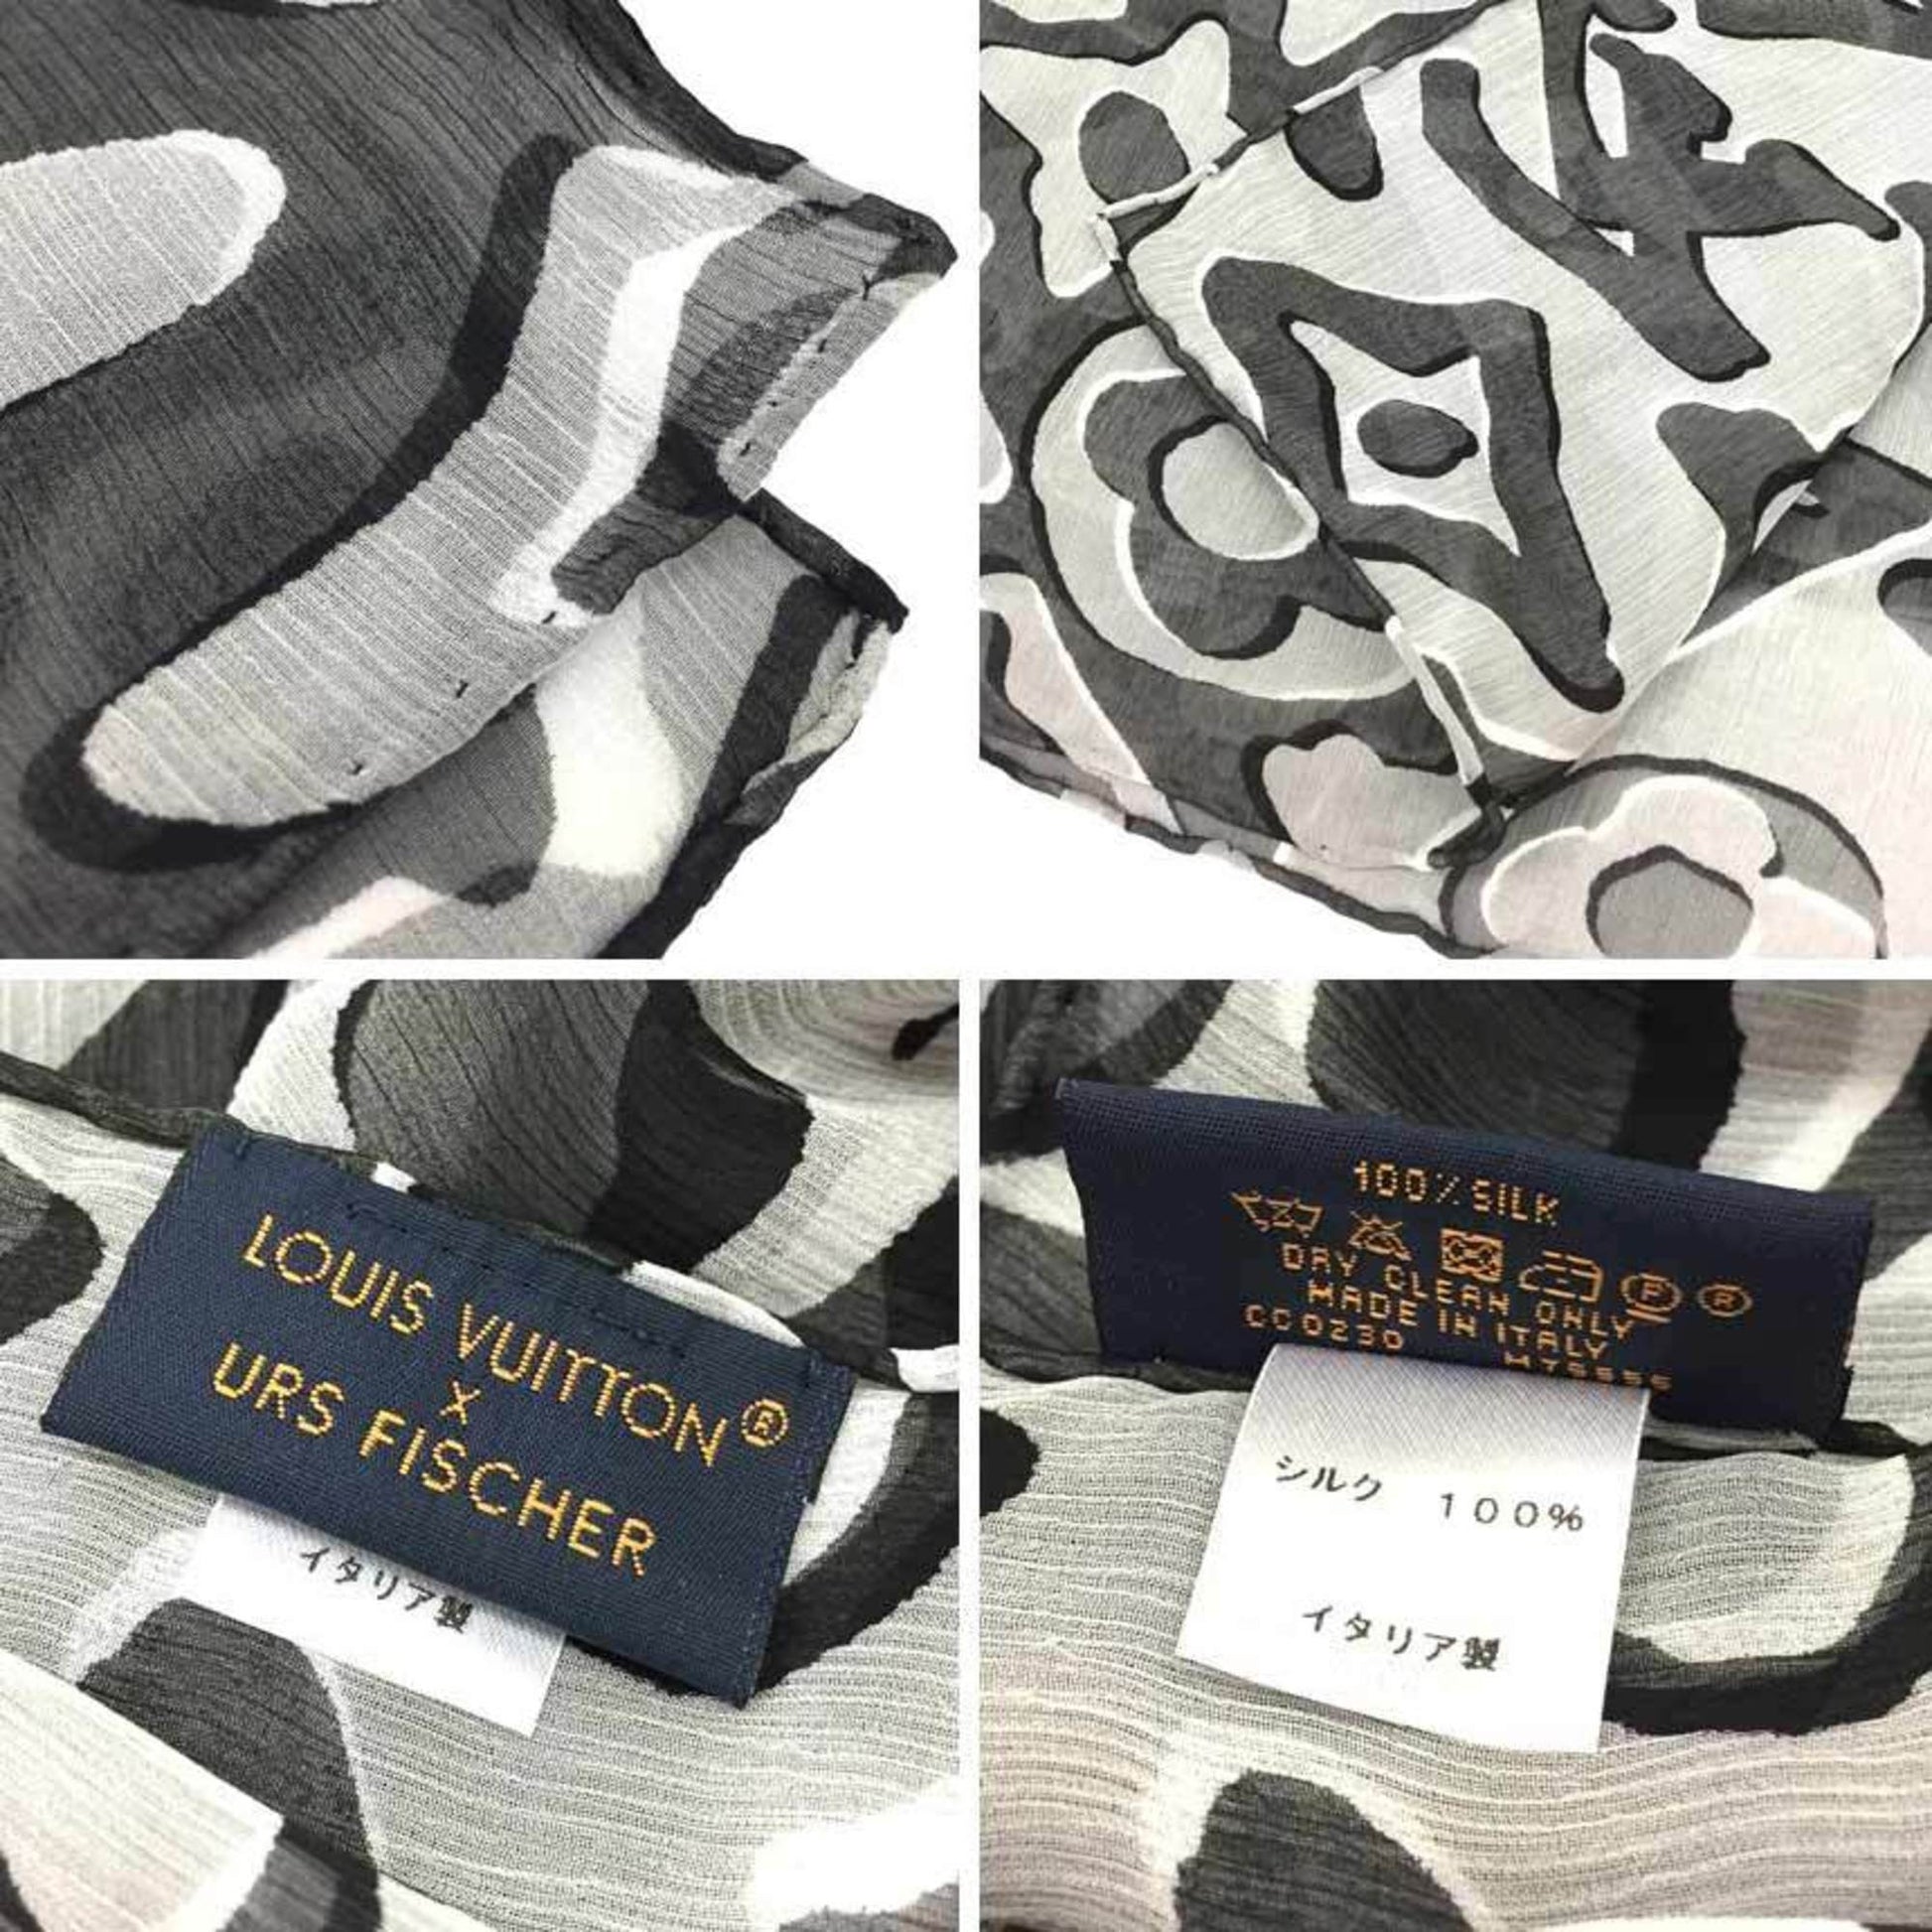 LOUIS VUITTON®
X
URS FISCHER
イタリア製
100% SILK
DRY CLEAN ONLY
MADE IN ITALY
CC0230
シルク 100%
イタリア製